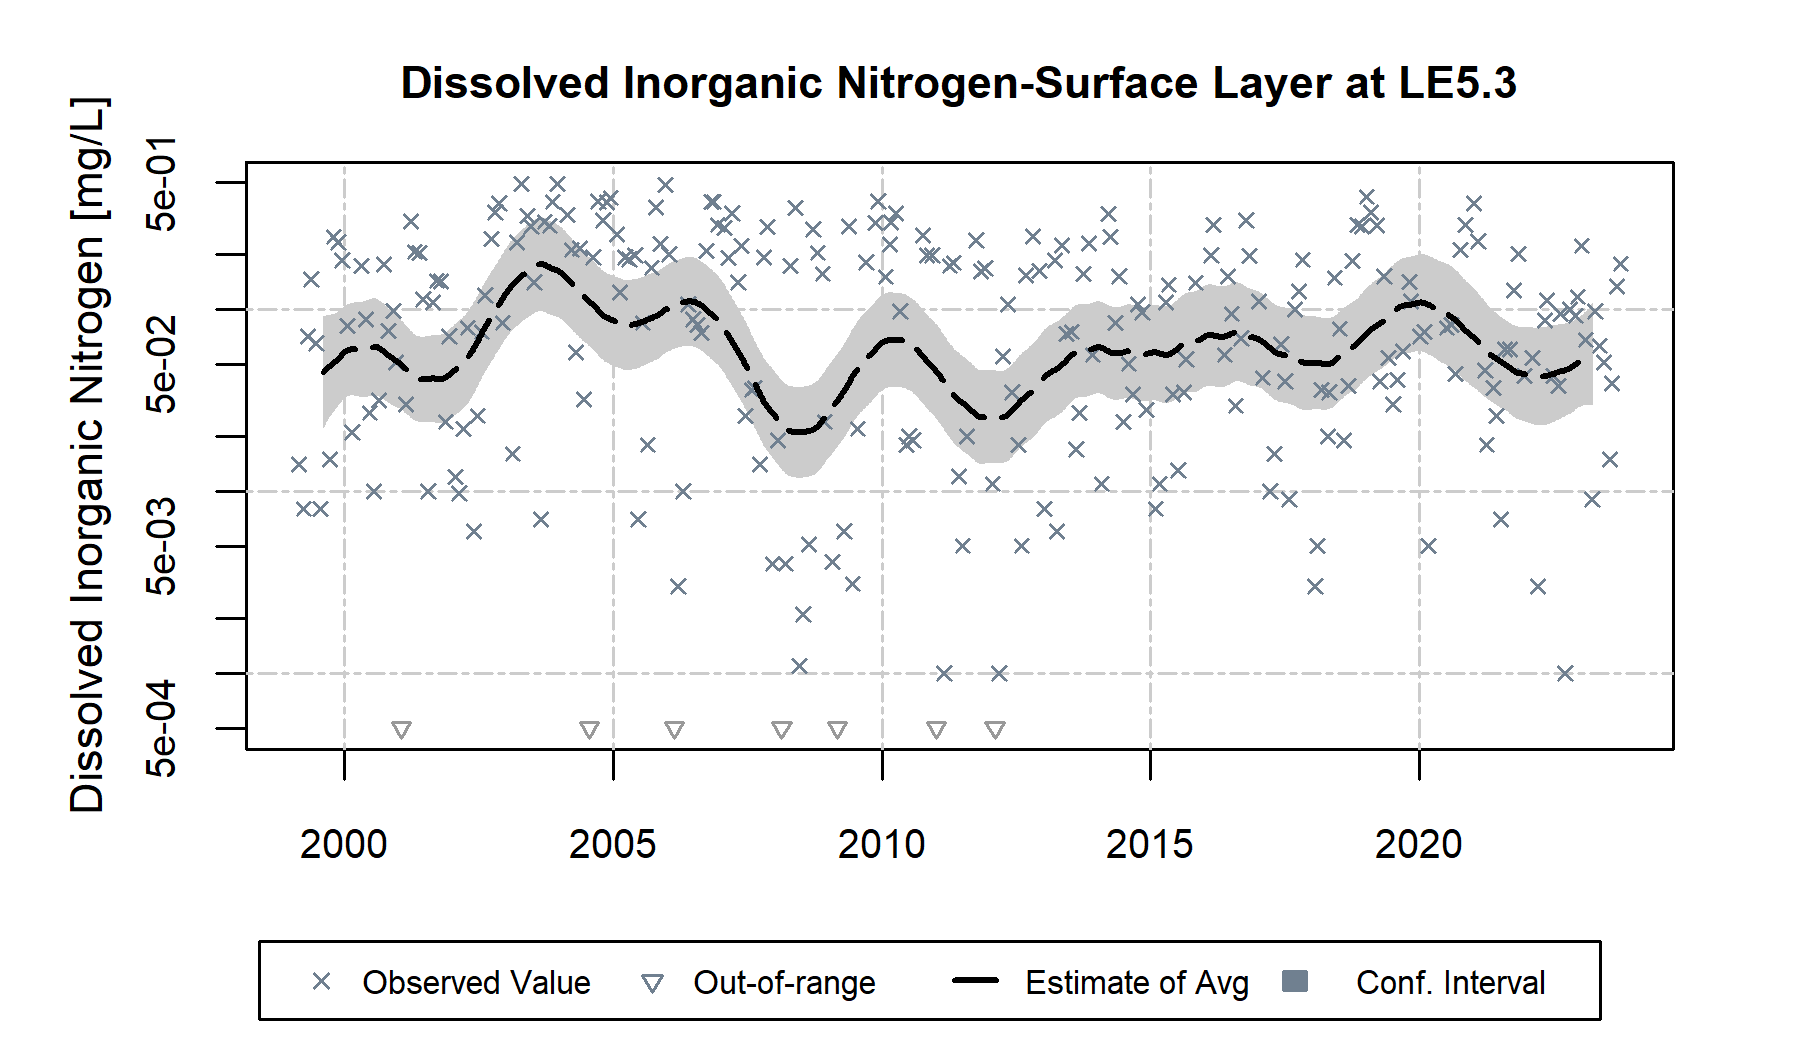 Dissolved Inorganic Nitrogen-Surface Layer at LE5.3
Dissolved Inorganic Nitrogen [mg/L]
5e-01
5e-02
5e-03
5e-04
2000
2005
2010
2015
2020
Observed Value
Out-of-range
Estimate of Avg
Conf. Interval